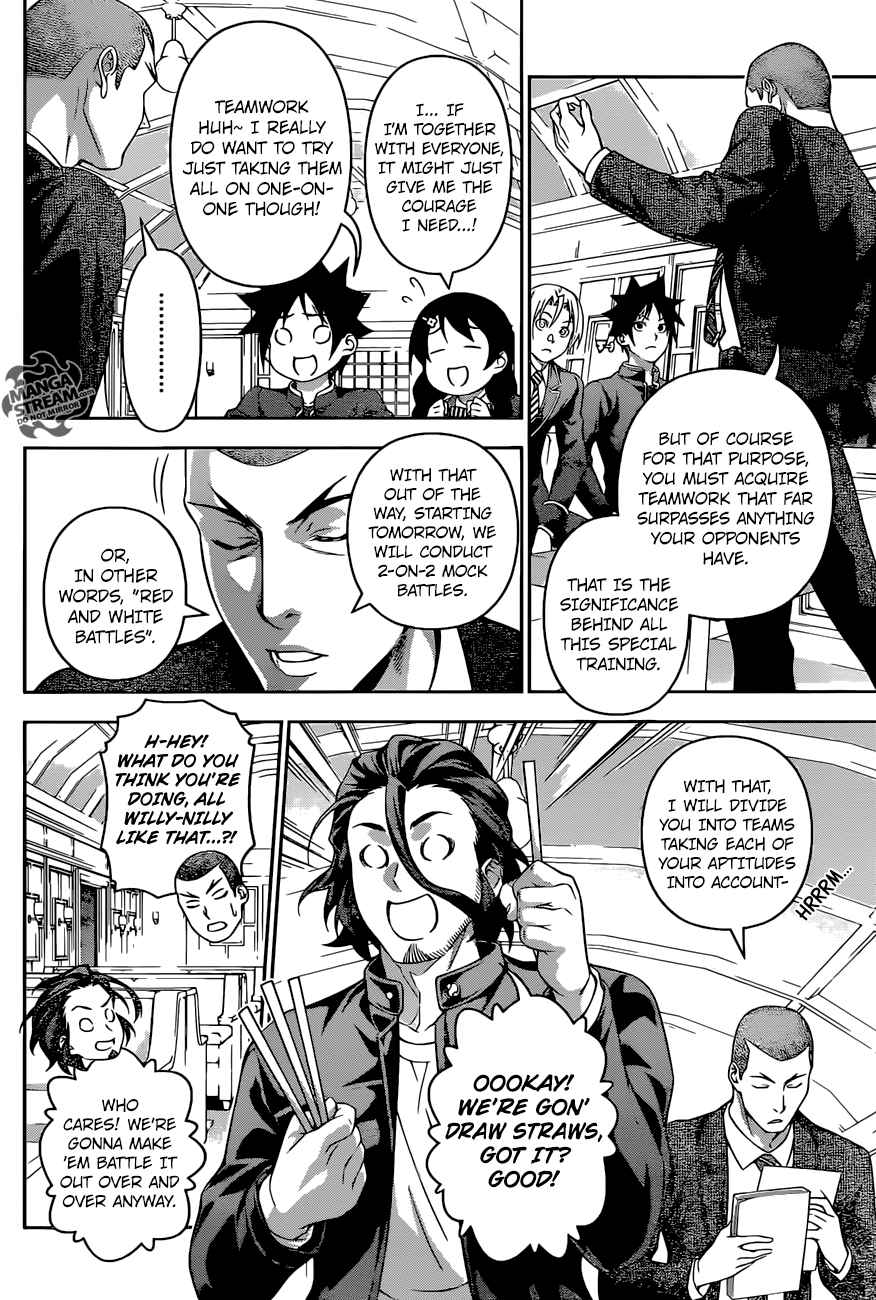 BUT OF COURSE
FOR THAT PURPOSE,
YOU MUST ACQUIRE
TEAMWORK THAT FAR
SURPASSES ANYTHING
YOUR OPPONENTS
HAVE.
THAT IS THE
SIGNIFICANCE
BEHIND ALL
THIS SPECIAL
TRAINING.
I... IF
I'M TOGETHER
WITH EVERYONE,
IT MIGHT JUST
GIVE ME THE
COURAGE
I NEED...!
TEAMWORK
HUH~ I REALLY
DO WANT TO TRY
JUST TAKING THEM
ALL ON ONE-ON-
ONE THOUGH!
..........
MANGA
STREAM.com
DO NOT MIRROR
WITH THAT
OUT OF THE
WAY, STARTING
TOMORROW, WE
WILL CONDUCT
2-ON-2 MOCK
BATTLES.
OR,
IN OTHER
WORDS, "RED
AND WHITE
BATTLES".
WITH THAT,
I WILL DIVIDE
YOU INTO TEAMS
TAKING EACH OF
YOUR APTITUDES
INTO ACCOUNT-
HRRRM...
OOOKAY!
WE'RE GON'
DRAW STRAWS,
GOT IT?
GOOD!
H-HEY!
WHAT DO YOU
THINK YOU'RE
DOING, ALL
WILLY-NILLY
LIKE THAT...?!
WHO
CARES! WE'RE
GONNA MAKE
'EM BATTLE IT
OUT OVER AND
OVER ANYWAY.